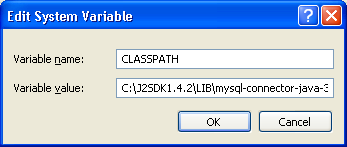 Edit System Variable
Variable name: CLASSPATH
Variable value: C:\J2SDK1.4.2\LIB\mysql-connector-java-3
OK Cancel